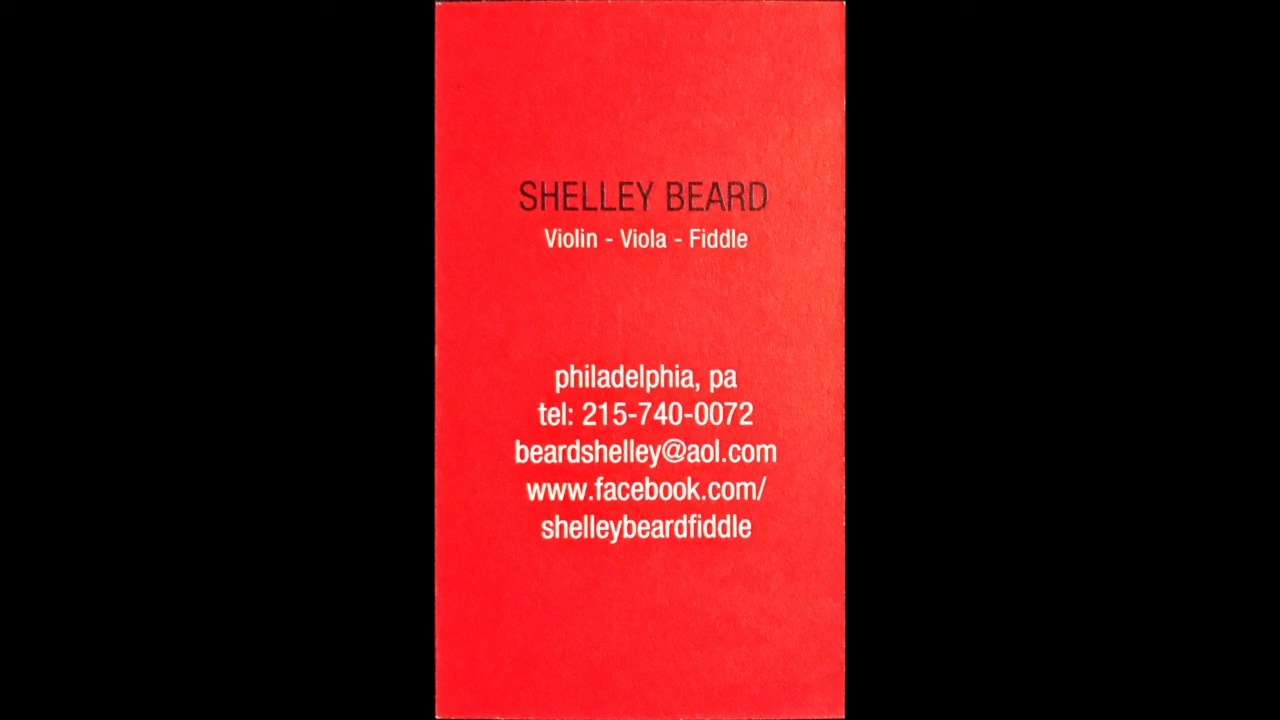 SHELLEY BEARD
Violin - Viola - Fiddle
philadelphia, pa
tel: 215-740-0072
beardshelley@aol.com
www.facebook.com/
shelleybeardfiddle